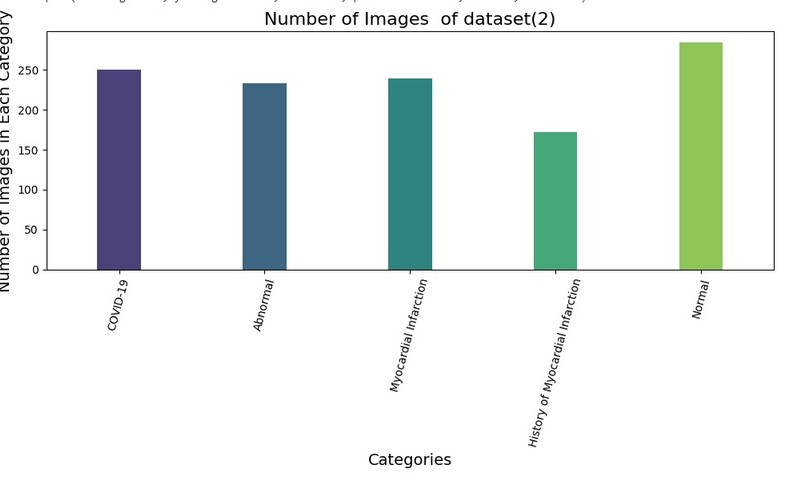 Number of Images  of dataset(2)
Number of Images in Each Category
250
200
150
100
50
0
COVID-19
Abnormal
Myocardial Infarction
History of Myocardial Infarction
Normal
Categories